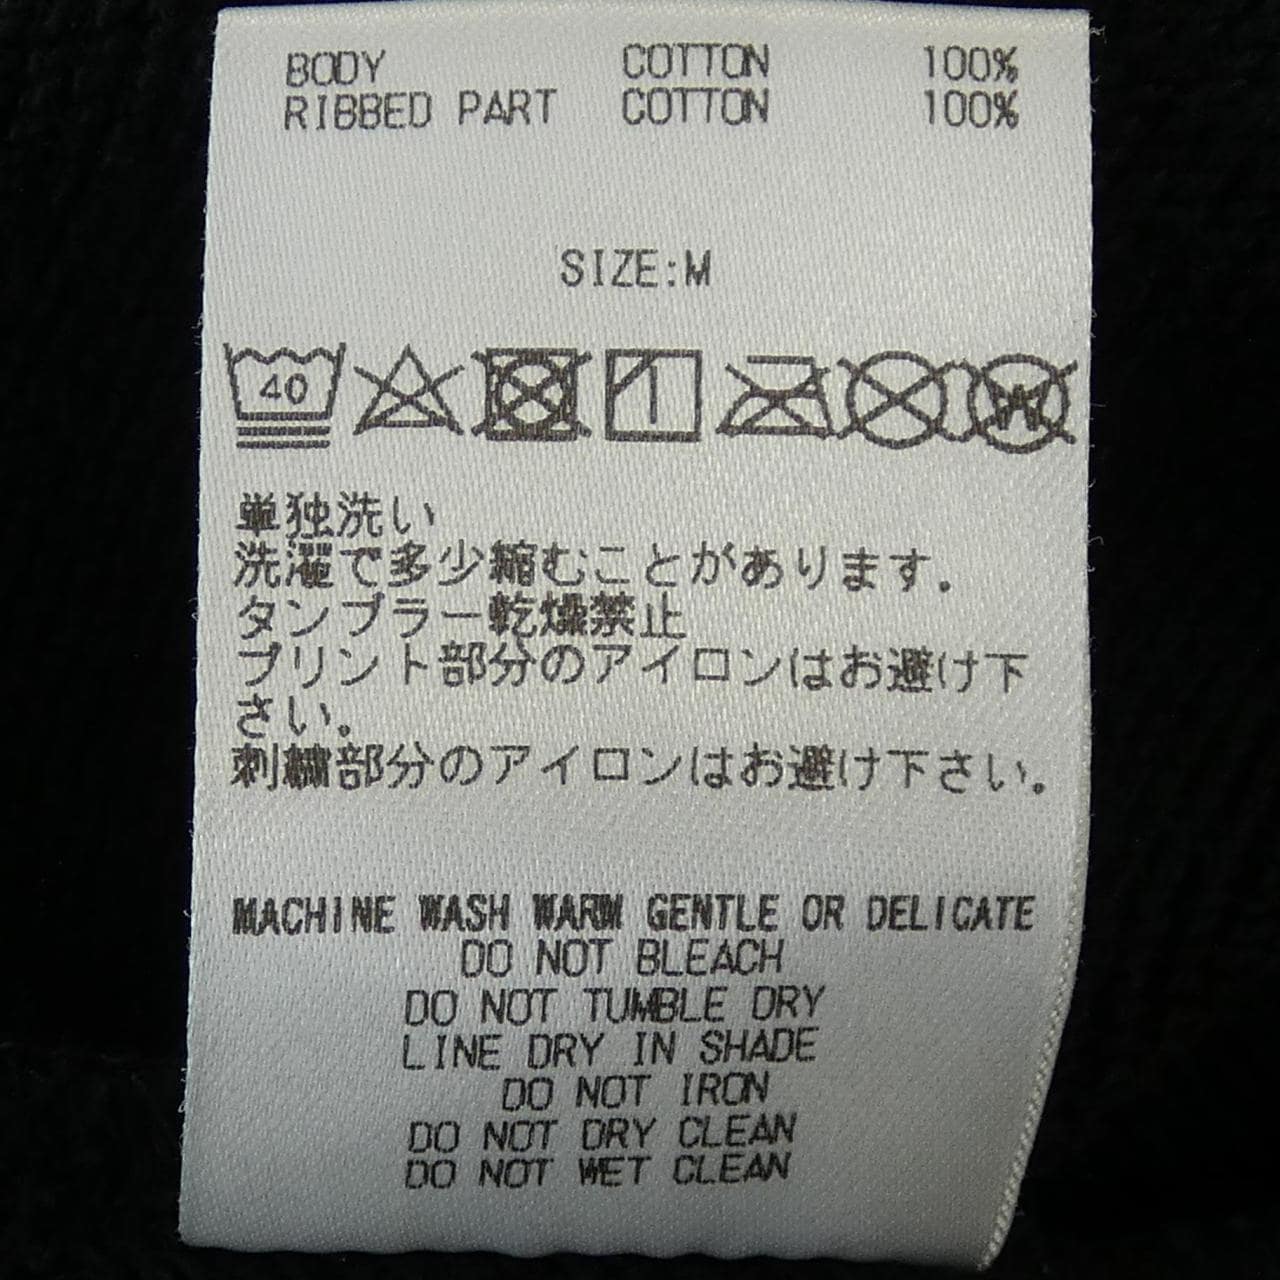 BODY COTTON 100%
RIBBED PART COTTON 100%
SIZE:M
40
W
単独洗い
洗濯で多少縮むことがあります.
タンブラー乾燥禁止
プリント部分のアイロンはお避け下
さい。
刺繍部分のアイロンはお避け下さい。
MACHINE WASH WARM GENTLE OR DELICATE
DO NOT BLEACH
DO NOT TUMBLE DRY
LINE DRY IN SHADE
DO NOT IRON
DO NOT DRY CLEAN
DO NOT WET CLEAN